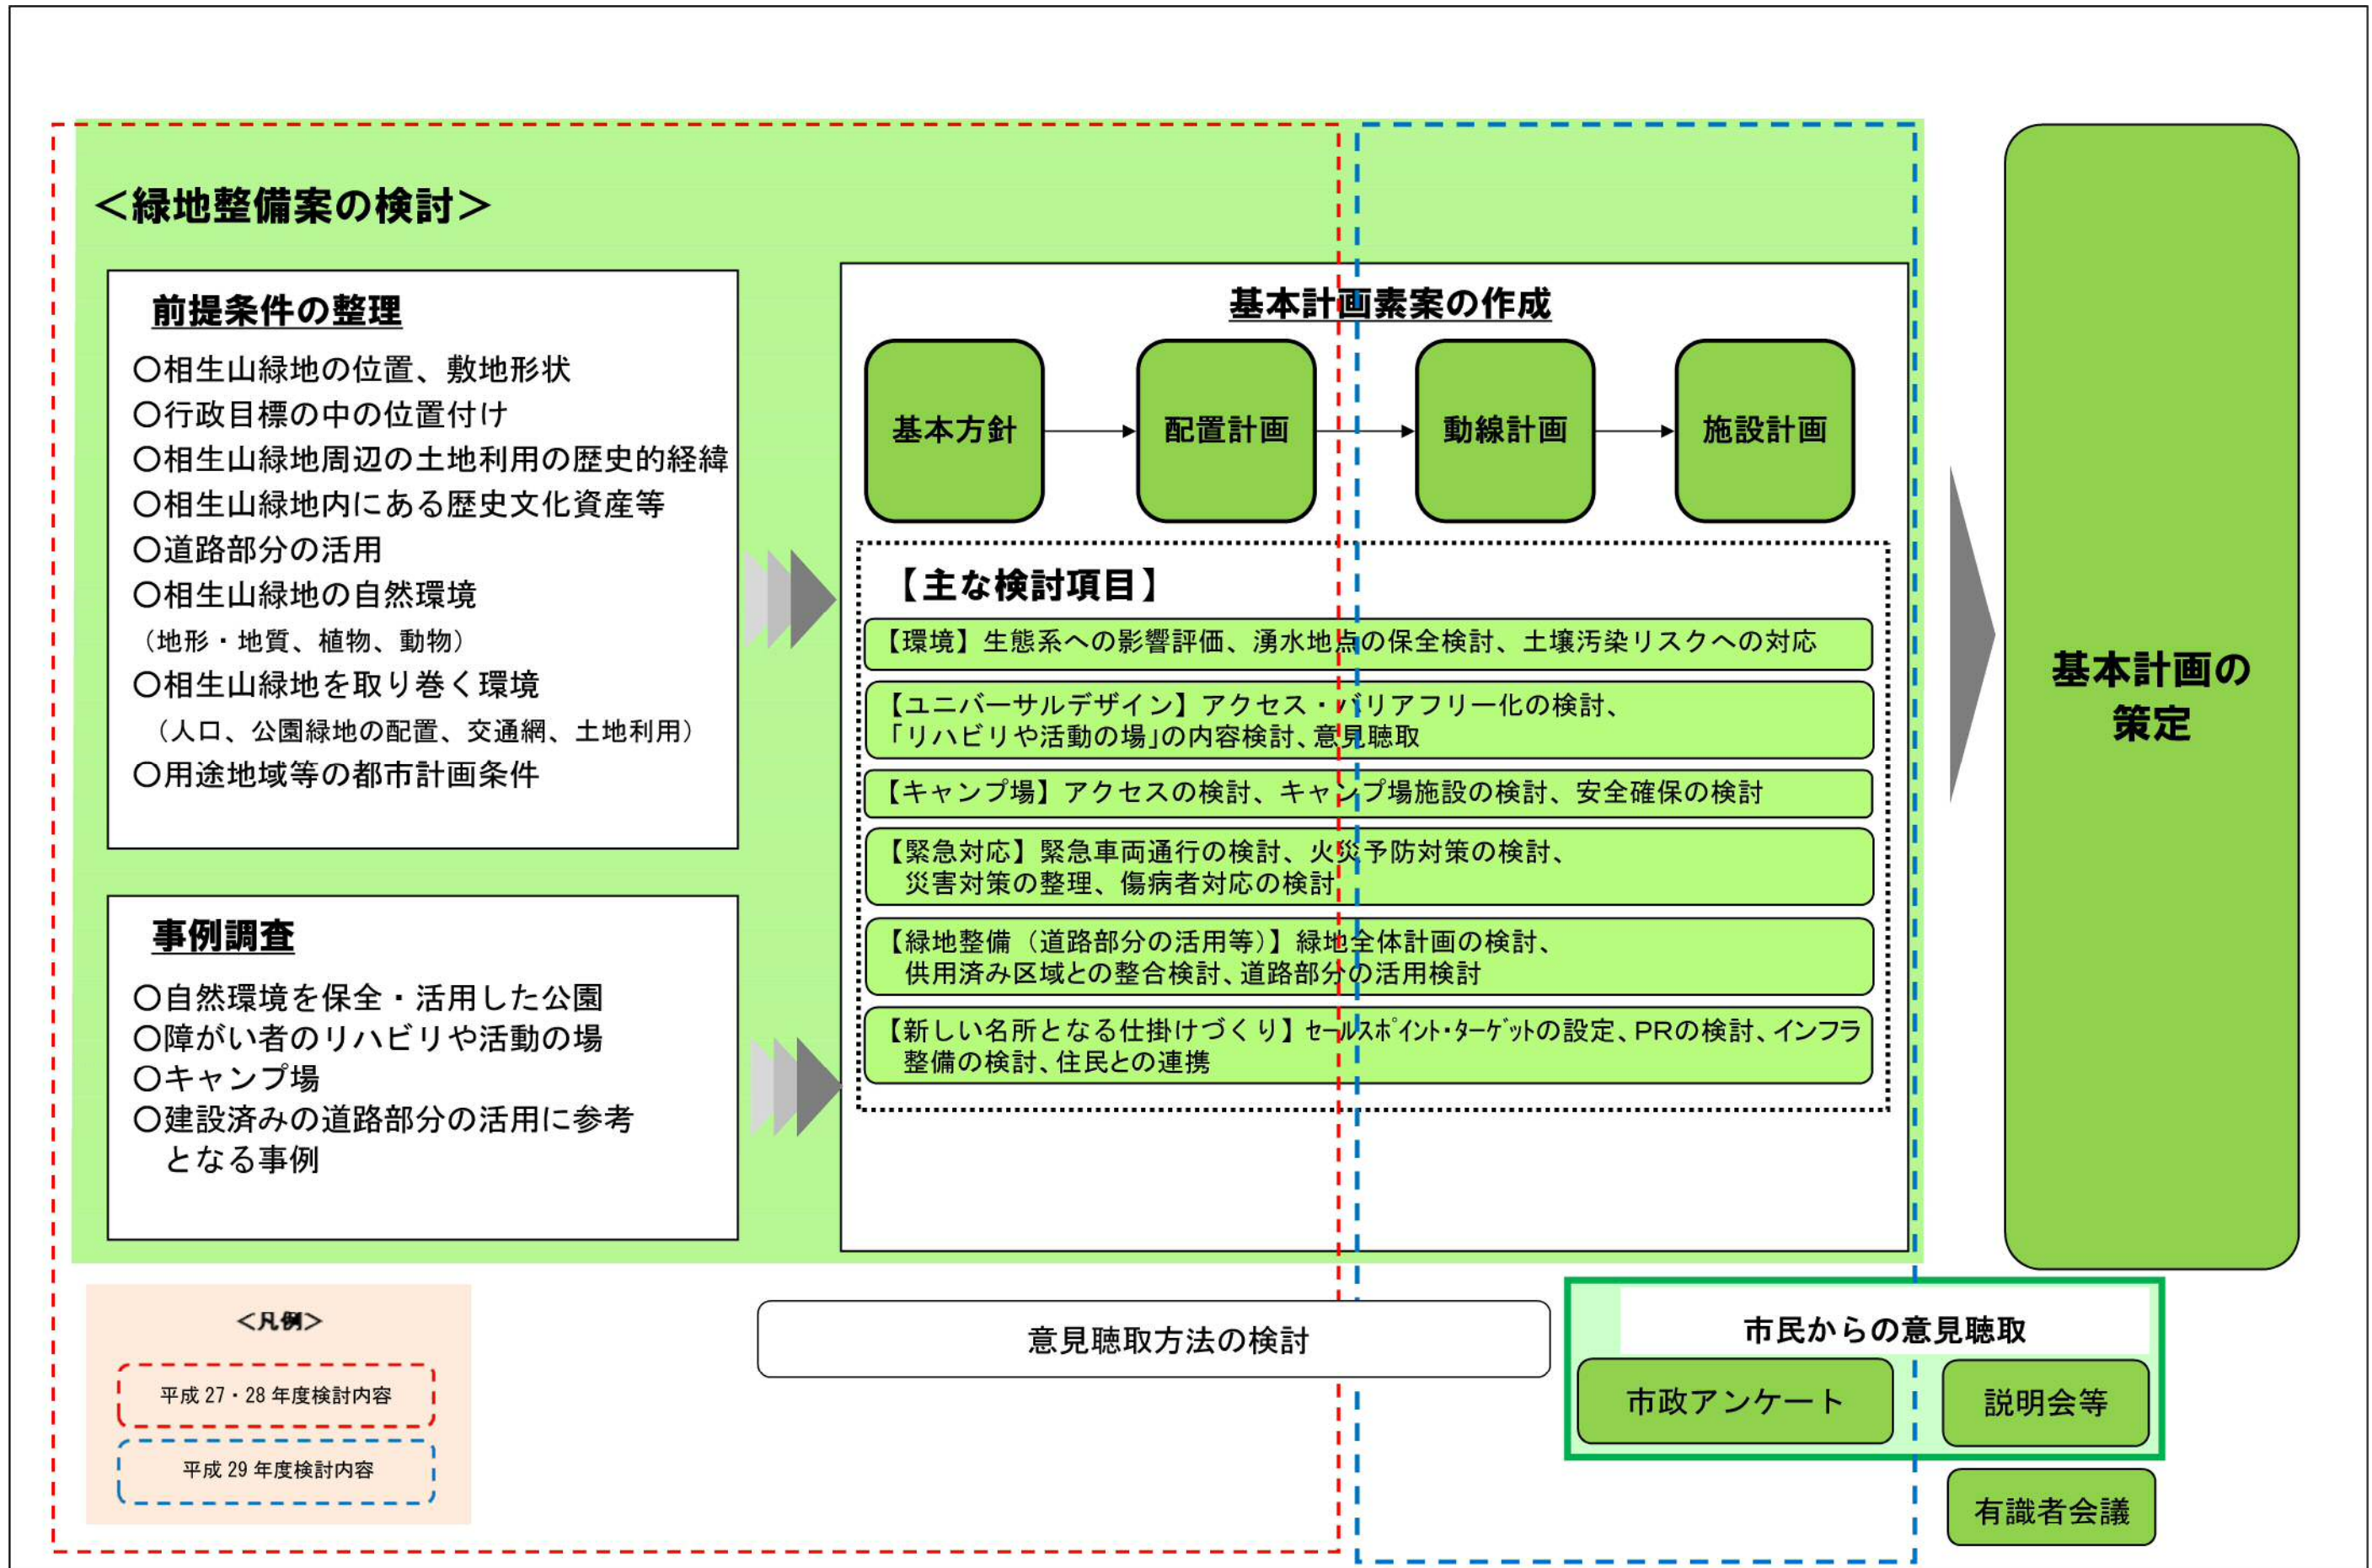 ＜緑地整備案の検討＞
前提条件の整理
〇相生山緑地の位置、敷地形状
〇行政目標の中の位置付け
〇相生山緑地周辺の土地利用の歴史的経緯
〇相生山緑地内にある歴史文化資産等
〇道路部分の活用
〇相生山緑地の自然環境
（地形・地質、植物、動物）
〇相生山緑地を取り巻く環境
（人口、公園緑地の配置、交通網、土地利用）
〇用途地域等の都市計画条件
事例調査
〇自然環境を保全・活用した公園
〇障がい者のリハビリや活動の場
〇キャンプ場
〇建設済みの道路部分の活用に参考
となる事例
基本計画素案の作成
基本方針
配置計画
動線計画
施設計画
【主な検討項目】
【環境】生態系への影響評価、湧水地点の保全検討、土壌汚染リスクへの対応
【ユニバーサルデザイン】アクセス・バリアフリー化の検討、
「リハビリや活動の場」の内容検討、意見聴取
【キャンプ場】アクセスの検討、キャンプ場施設の検討、安全確保の検討
【緊急対応】緊急車両通行の検討、火災予防対策の検討、
災害対策の整理、傷病者対応の検討
【緑地整備（道路部分の活用等）】緑地全体計画の検討、
供用済み区域との整合検討、道路部分の活用検討
【新しい名所となる仕掛けづくり】ｾｰﾙｽﾎﾟｲﾝﾄ・ﾀｰｹﾞｯﾄの設定、PRの検討、インフラ
整備の検討、住民との連携
基本計画の
策定
＜凡例＞
平成 27・28 年度検討内容
平成 29 年度検討内容
意見聴取方法の検討
市民からの意見聴取
市政アンケート
説明会等
有識者会議